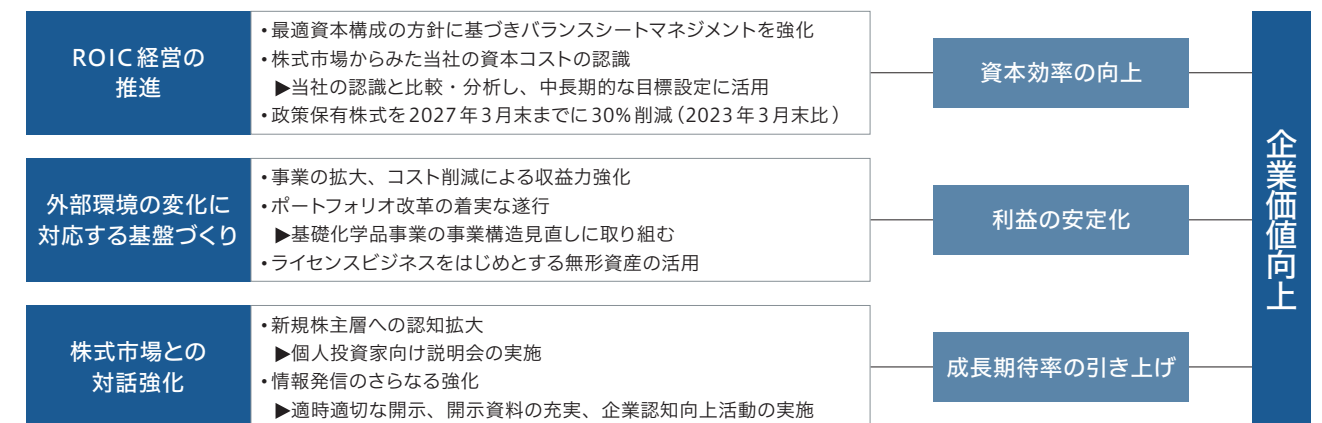 ROIC経営の
推進
・最適資本構成の方針に基づきバランスシートマネジメントを強化
・株式市場からみた当社の資本コストの認識
▶当社の認識と比較・分析し、中長期的な目標設定に活用
・政策保有株式を2027年3月末までに30%削減（2023年3月末比）
資本効率の向上
外部環境の変化に
対応する基盤づくり
・事業の拡大、コスト削減による収益力強化
・ポートフォリオ改革の着実な遂行
▶基礎化学品事業の事業構造見直しに取り組む
・ライセンスビジネスをはじめとする無形資産の活用
利益の安定化
株式市場との
対話強化
・新規株主層への認知拡大
▶個人投資家向け説明会の実施
・情報発信のさらなる強化
▶適時適切な開示、開示資料の充実、企業認知向上活動の実施
成長期待率の引き上げ
企業価値向上